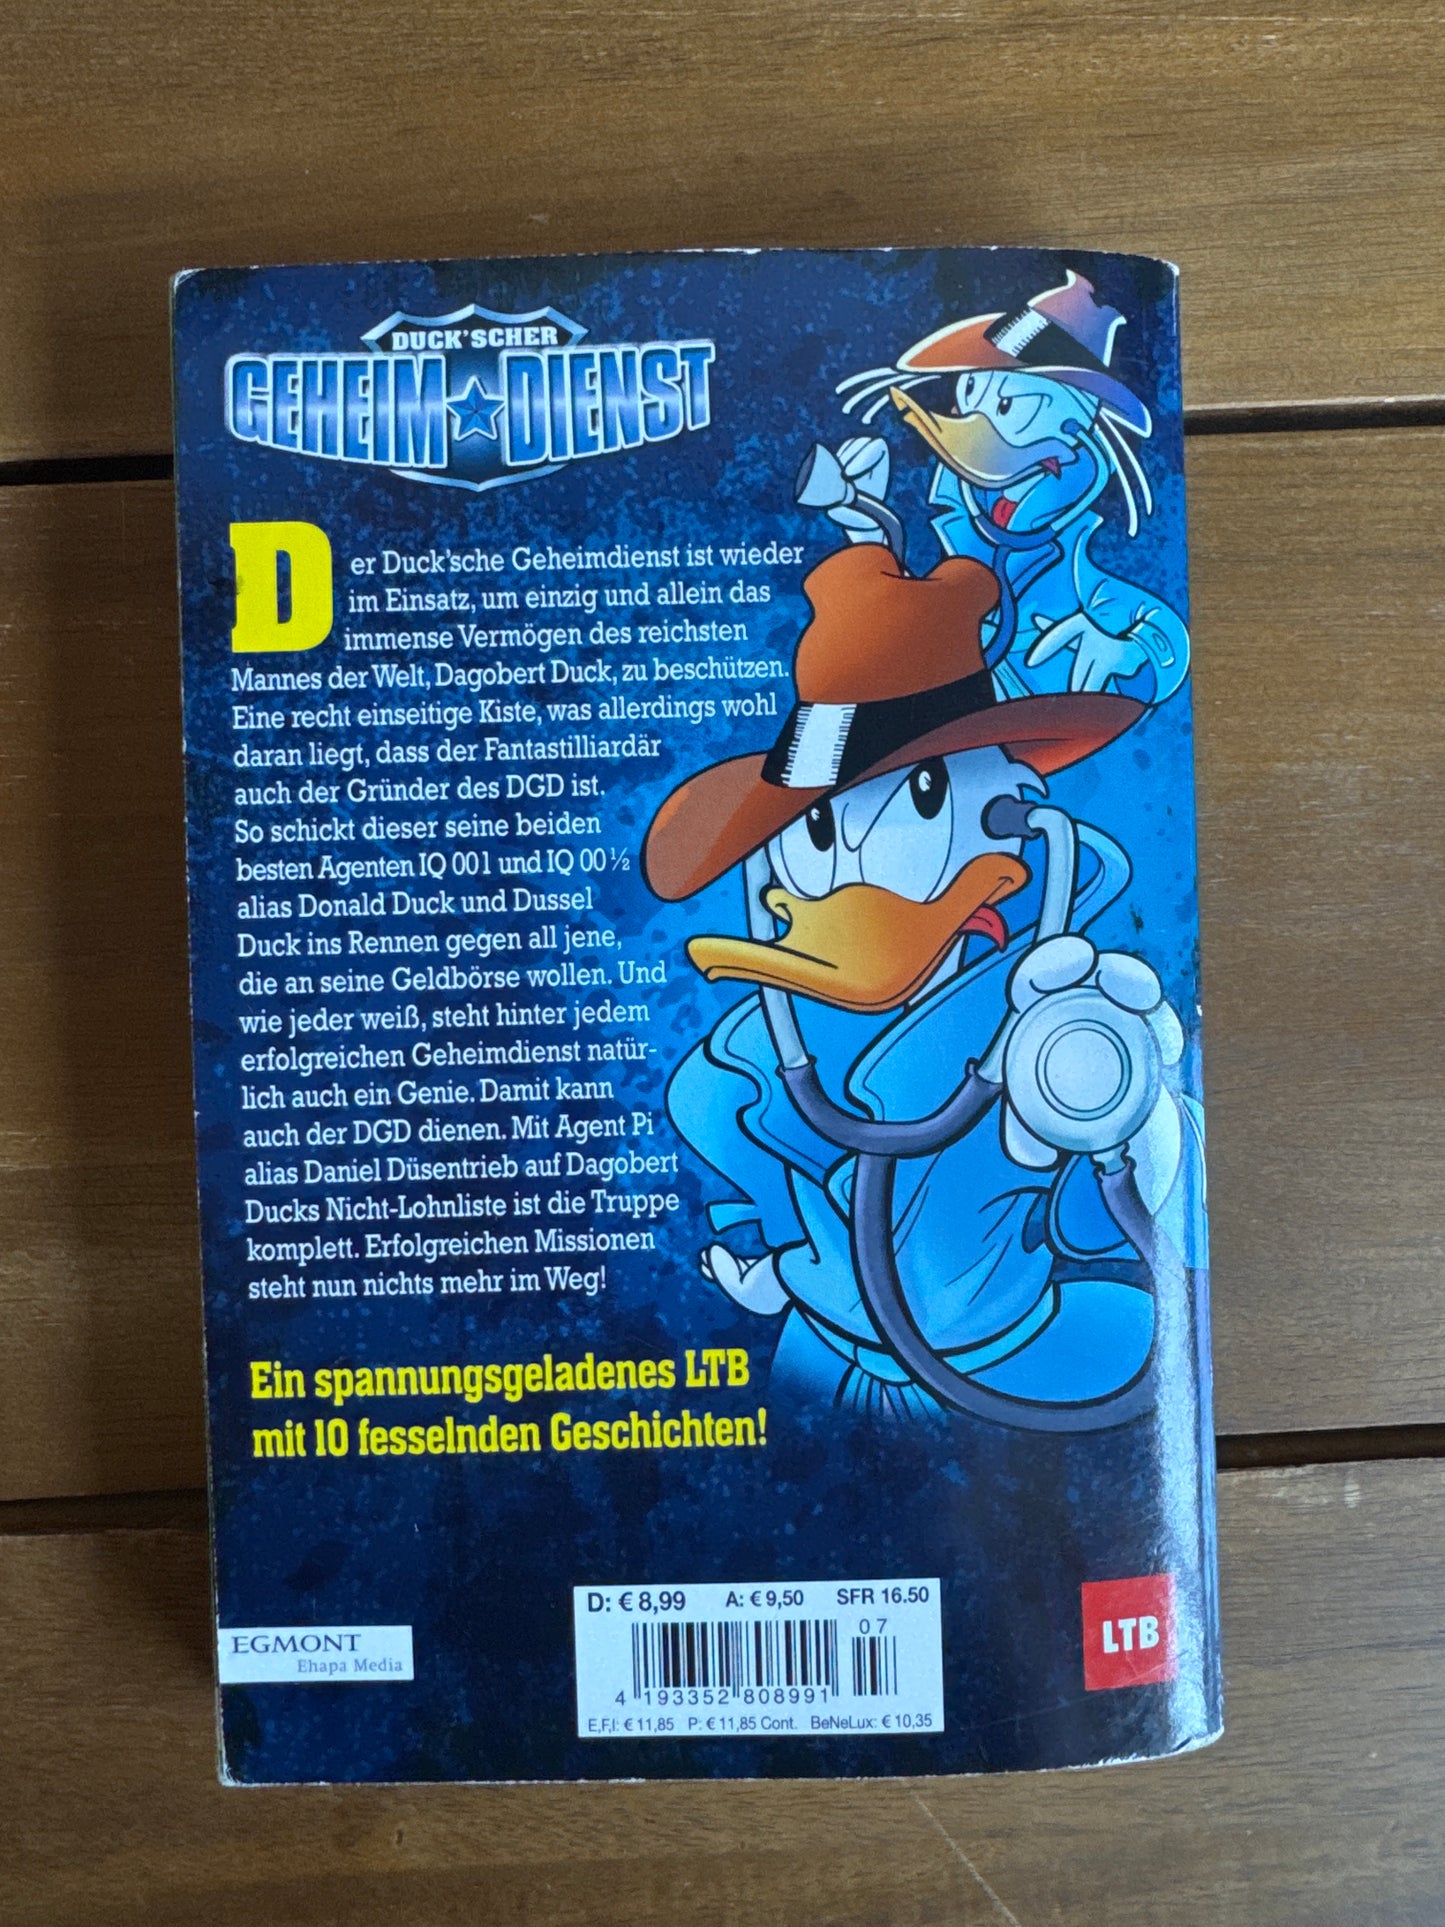 DUCK'SCHER
GEHEIM DIENST
Der Duck'sche Geheimdienst ist wieder
im Einsatz, um einzig und allein das
immense Vermögen des reichsten
Mannes der Welt, Dagobert Duck, zu beschützen.
Eine recht einseitige Kiste, was allerdings wohl
daran liegt, dass der Fantastilliardär
auch der Gründer des DGD ist.
So schickt dieser seine beiden
besten Agenten IQ 001 und IQ 00 ½
alias Donald Duck und Dussel
Duck ins Rennen gegen all jene,
die an seine Geldbörse wollen. Und
wie jeder weiß, steht hinter jedem
erfolgreichen Geheimdienst natür-
lich auch ein Genie. Damit kann
auch der DGD dienen. Mit Agent Pi
alias Daniel Düsentrieb auf Dagobert
Ducks Nicht-Lohnliste ist die Truppe
komplett. Erfolgreichen Missionen
steht nun nichts mehr im Weg!
Ein spannungsgeladenes LTB
mit 10 fesselnden Geschichten!
EGMONT
Ehapa Media
D: € 8,99 A: € 9,50 SFR 16.50
07
4 193352 808991
E,F,I: € 11,85 P: € 11,85 Cont. BeNeLux: € 10,35
LTB